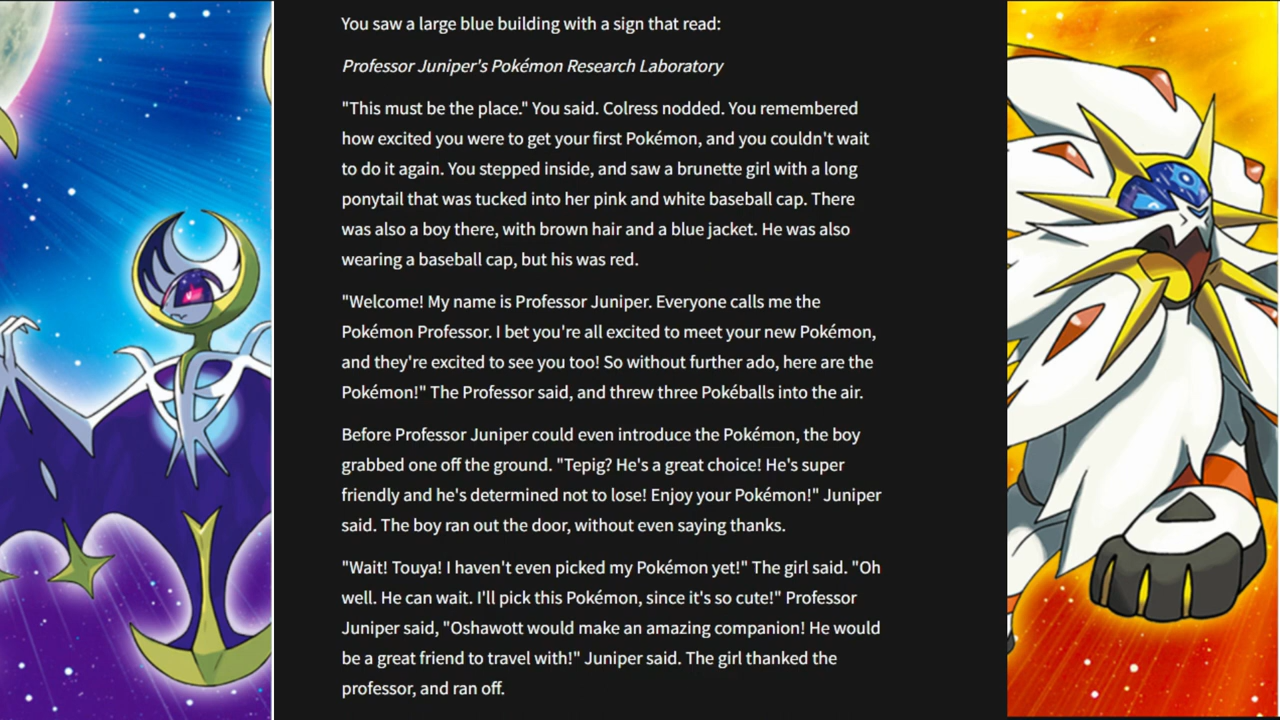 You saw a large blue building with a sign that read:
Professor Juniper's Pokémon Research Laboratory
"This must be the place." You said. Colress nodded. You remembered
how excited you were to get your first Pokémon, and you couldn't wait
to do it again. You stepped inside, and saw a brunette girl with a long
ponytail that was tucked into her pink and white baseball cap. There
was also a boy there, with brown hair and a blue jacket. He was also
wearing a baseball cap, but his was red.
"Welcome! My name is Professor Juniper. Everyone calls me the
Pokémon Professor. I bet you're all excited to meet your new Pokémon,
and they're excited to see you too! So without further ado, here are the
Pokémon!" The Professor said, and threw three Pokéballs into the air.
Before Professor Juniper could even introduce the Pokémon, the boy
grabbed one off the ground. "Tepig? He's a great choice! He's super
friendly and he's determined not to lose! Enjoy your Pokémon!" Juniper
said. The boy ran out the door, without even saying thanks.
"Wait! Touya! I haven't even picked my Pokémon yet!" The girl said. "Oh
well. He can wait. I'll pick this Pokémon, since it's so cute!" Professor
Juniper said, "Oshawott would make an amazing companion! He would
be a great friend to travel with!" Juniper said. The girl thanked the
professor, and ran off.